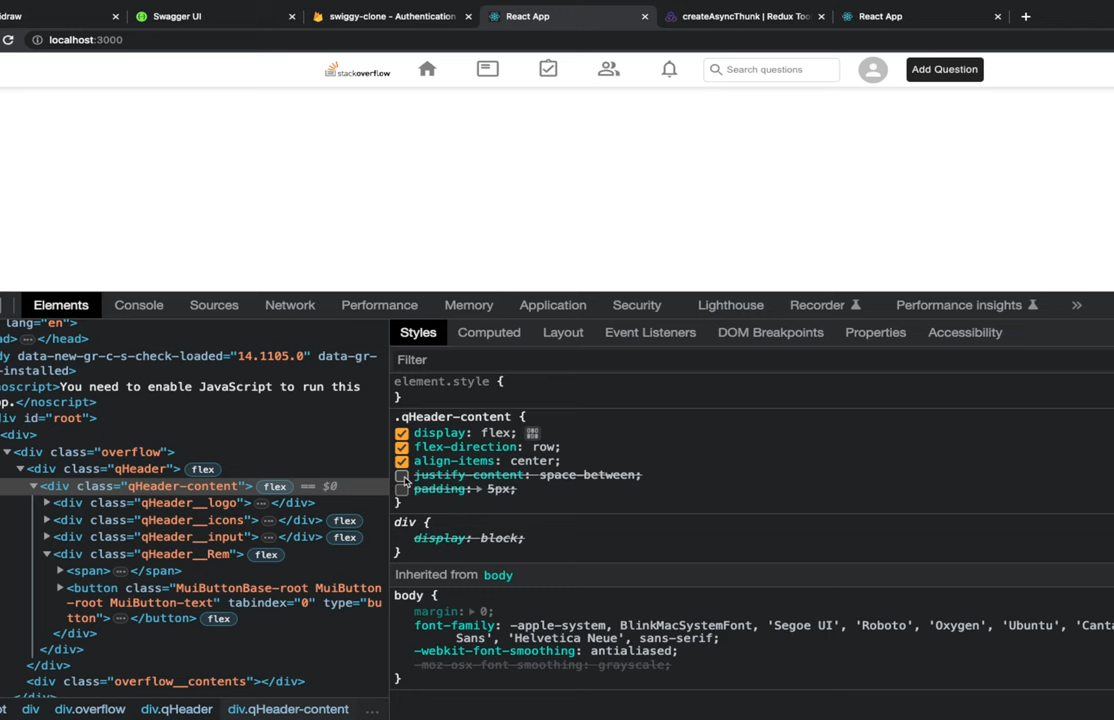 idraw Swagger UI swiggy-clone - Authentication React App createAsyncThunk | Redux Too React App
localhost:3000
stackoverflow Search questions Add Question
Elements Console Sources Network Performance Memory Application Security Lighthouse Recorder Performance insights
lang="en">
ad> … </head>
dy data-new-gr-c-s-check-loaded="14.1105.0" data-gr-
-installed>
noscript>You need to enable JavaScript to run this
pp.</noscript>
div id="root">
<div>
<div class="overflow">
<div class="qHeader"> flex
<div class="qHeader-content"> flex == $0
<div class="qHeader__logo"> … </div>
<div class="qHeader__icons"> … </div> flex
<div class="qHeader__input"> … </div> flex
<div class="qHeader__Rem"> flex
<span> … </span>
<button class="MuiButtonBase-root MuiButton
-root MuiButton-text" tabindex="0" type="bu
tton"> … </button> flex
</div>
</div>
</div>
<div class="overflow__contents"></div>
</div>
ot div div.overflow div.qHeader div.qHeader-content …
Styles Computed Layout Event Listeners DOM Breakpoints Properties Accessibility
Filter
element.style {
}
.qHeader-content {
display: flex;
flex-direction: row;
align-items: center;
justify-content: space-between;
padding: 5px;
}
div {
display: block;
}
Inherited from body
body {
margin: 0;
font-family: -apple-system, BlinkMacSystemFont, 'Segoe UI', 'Roboto', 'Oxygen', 'Ubuntu', 'Canta
Sans', 'Helvetica Neue', sans-serif;
-webkit-font-smoothing: antialiased;
-moz-osx-font-smoothing: grayscale;
}